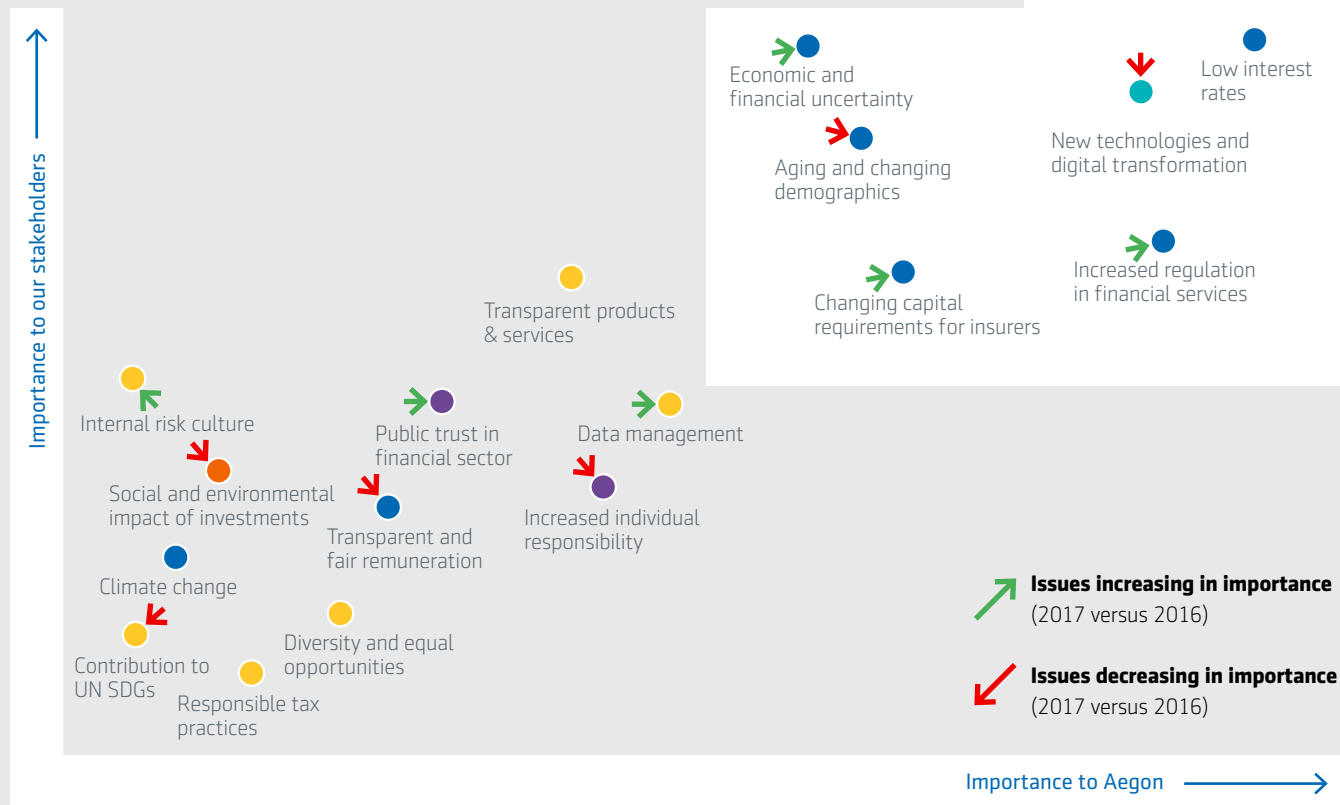 Importance to our stakeholders
Economic and
financial uncertainty
Low interest
rates
New technologies and
digital transformation
Aging and changing
demographics
Increased regulation
in financial services
Changing capital
requirements for insurers
Transparent products
& services
Internal risk culture
Public trust in
financial sector
Data management
Social and environmental
impact of investments
Transparent and
fair remuneration
Increased individual
responsibility
Climate change
Diversity and equal
opportunities
Contribution to
UN SDGs
Responsible tax
practices
Issues increasing in importance
(2017 versus 2016)
Issues decreasing in importance
(2017 versus 2016)
Importance to Aegon